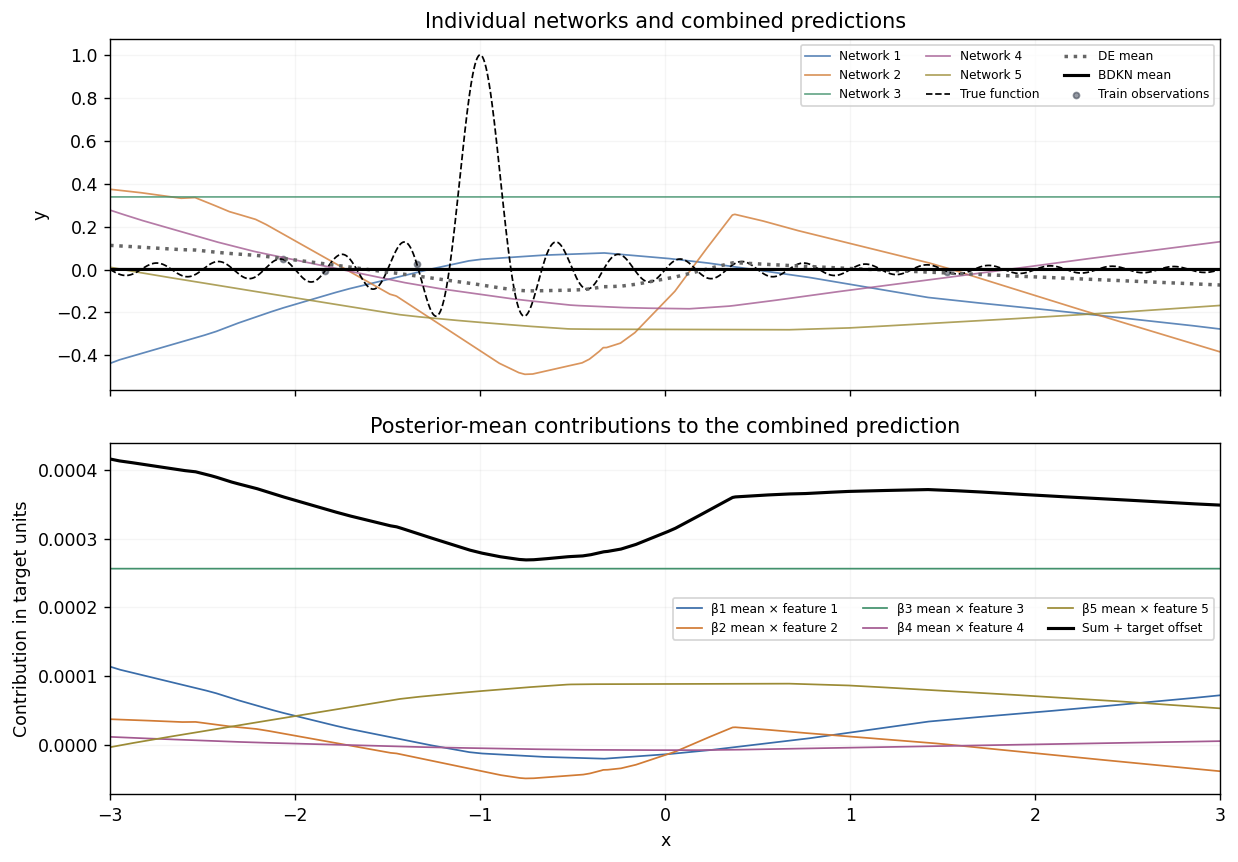 Individual networks and combined predictions
1.0
0.8
0.6
0.4
0.2
0.0
−0.2
−0.4
y
Network 1
Network 2
Network 3
Network 4
Network 5
True function
DE mean
BDKN mean
Train observations
Posterior-mean contributions to the combined prediction
0.0004
0.0003
0.0002
0.0001
0.0000
Contribution in target units
β1 mean × feature 1
β2 mean × feature 2
β3 mean × feature 3
β4 mean × feature 4
β5 mean × feature 5
Sum + target offset
−3
−2
−1
0
1
2
3
x